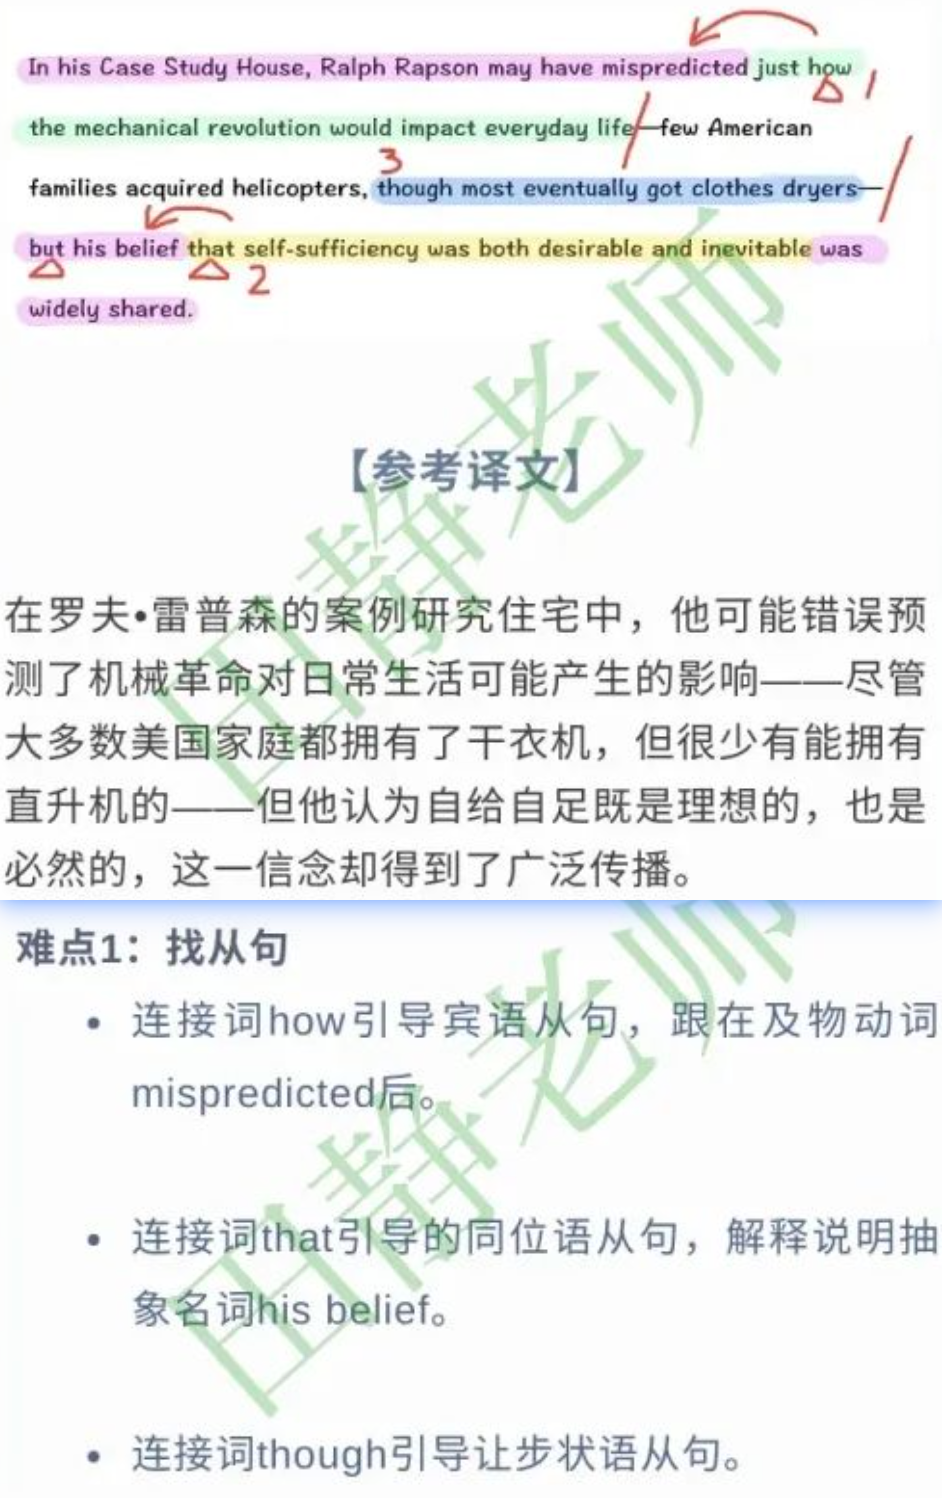 In his Case Study House, Ralph Rapson may have mispredicted just how
1
the mechanical revolution would impact everyday life—few American
3
families acquired helicopters, though most eventually got clothes dryers—
but his belief that self-sufficiency was both desirable and inevitable was
2
widely shared.
【参考译文】
在罗夫•雷普森的案例研究住宅中，他可能错误预
测了机械革命对日常生活可能产生的影响——尽管
大多数美国家庭都拥有了干衣机，但很少有能拥有
直升机的——但他认为自给自足既是理想的，也是
必然的，这一信念却得到了广泛传播。
难点1：找从句
• 连接词how引导宾语从句，跟在及物动词
mispredicted后。
• 连接词that引导的同位语从句，解释说明抽
象名词his belief。
• 连接词though引导让步状语从句。
田静老师
田静老师